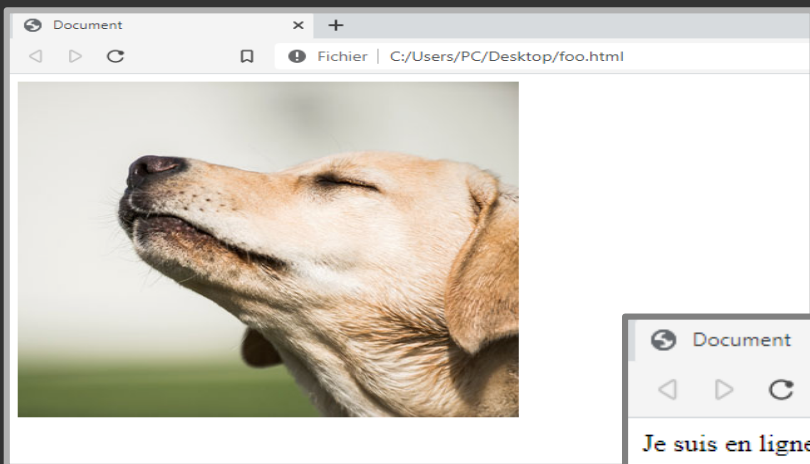 Document
Fichier C:/Users/PC/Desktop/foo.html
Document
Je suis en ligne